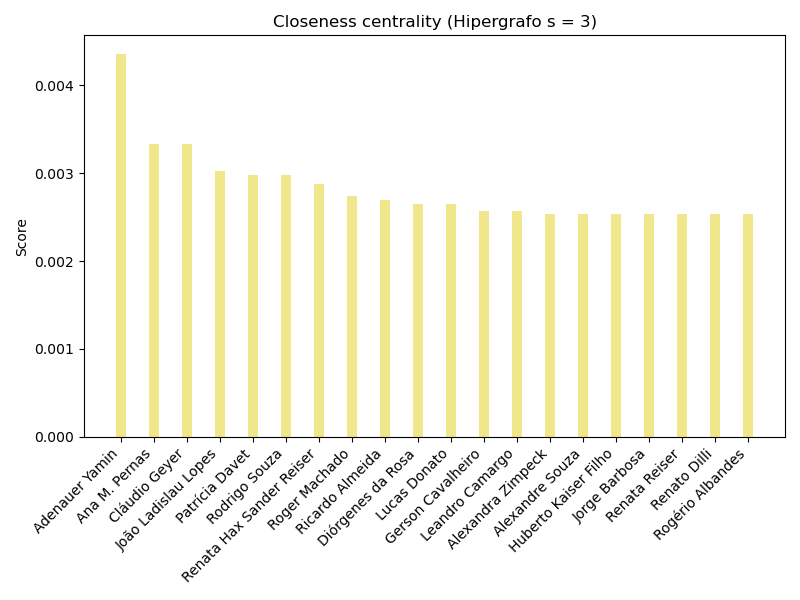 Closeness centrality (Hipergrafo s = 3)
Score
0.004
0.003
0.002
0.001
0.000
Adenauer Yamin
Ana M. Pernas
Cláudio Geyer
João Ladislau Lopes
Patrícia Davet
Rodrigo Souza
Renata Hax Sander Reiser
Roger Machado
Ricardo Almeida
Diórgenes da Rosa
Lucas Donato
Gerson Cavalheiro
Leandro Camargo
Alexandra Zimpeck
Alexandre Souza
Huberto Kaiser Filho
Jorge Barbosa
Renata Reiser
Renato Dilli
Rogério Albandes